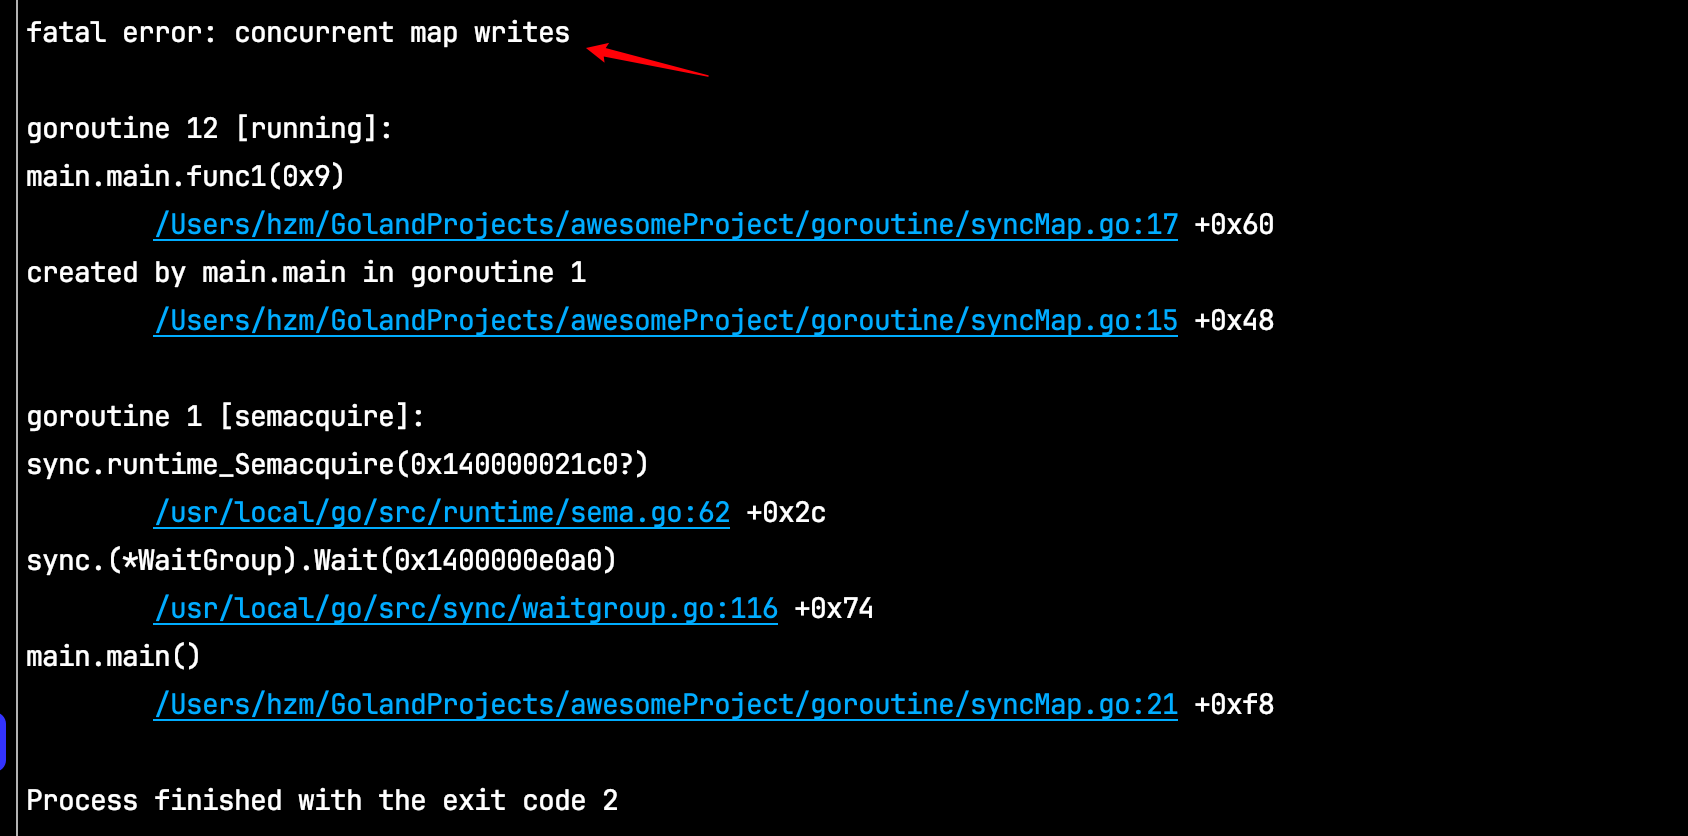 fatal error: concurrent map writes
goroutine 12 [running]:
main.main.func1(0x9)
/Users/hzm/GolandProjects/awesomeProject/goroutine/syncMap.go:17 +0x60
created by main.main in goroutine 1
/Users/hzm/GolandProjects/awesomeProject/goroutine/syncMap.go:15 +0x48
goroutine 1 [semacquire]:
sync.runtime_Semacquire(0x140000021c0?)
/usr/local/go/src/runtime/sema.go:62 +0x2c
sync.(*WaitGroup).Wait(0x1400000e0a0)
/usr/local/go/src/sync/waitgroup.go:116 +0x74
main.main()
/Users/hzm/GolandProjects/awesomeProject/goroutine/syncMap.go:21 +0xf8
Process finished with the exit code 2